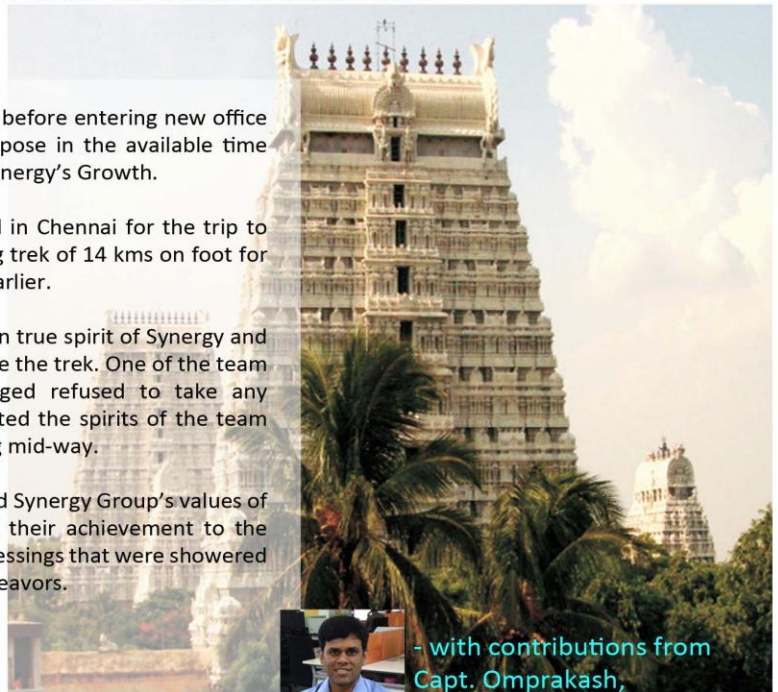 before entering new office
pose in the available time
nergy's Growth.
in Chennai for the trip to
trek of 14 kms on foot for
arlier.
n true spirit of Synergy and
e the trek. One of the team
ged refused to take any
ted the spirits of the team
mid-way.
d Synergy Group's values of
their achievement to the
essings that were showered
eavors.
- with contributions from
Capt. Omprakash,